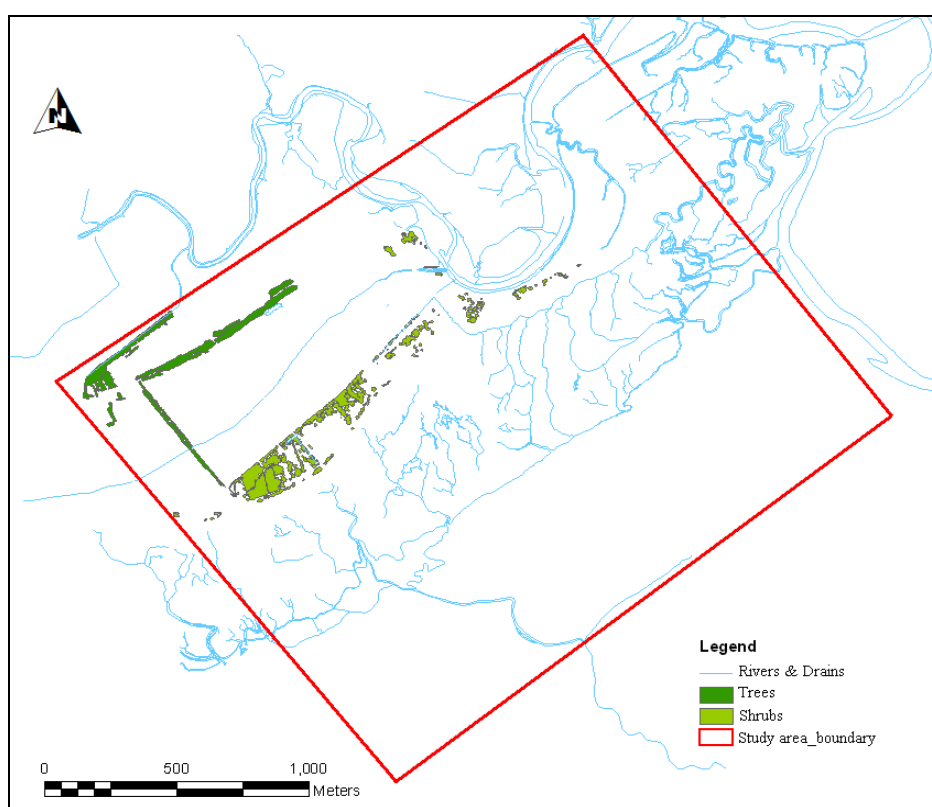 N
Legend
Rivers & Drains
Trees
Shrubs
Study area_boundary
0 500 1,000
Meters